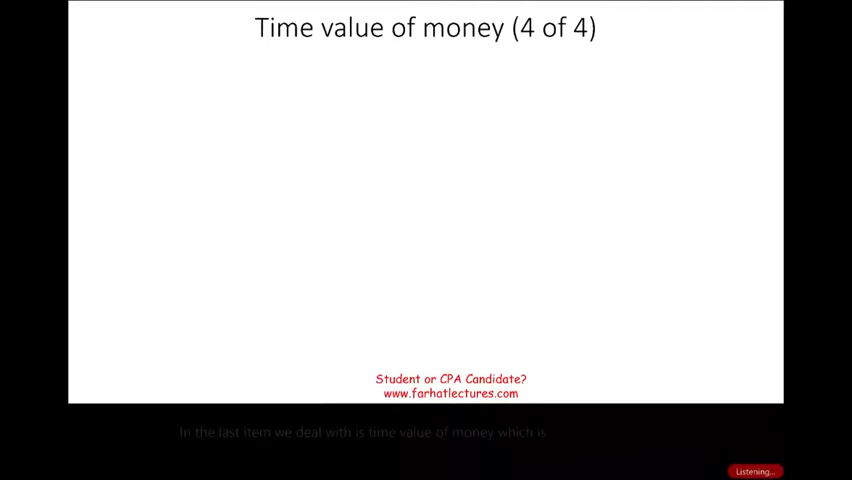 Time value of money (4 of 4)
Student or CPA Candidate?
www.farhatlectures.com
In the last item we deal with is time value of money which is
Listening...